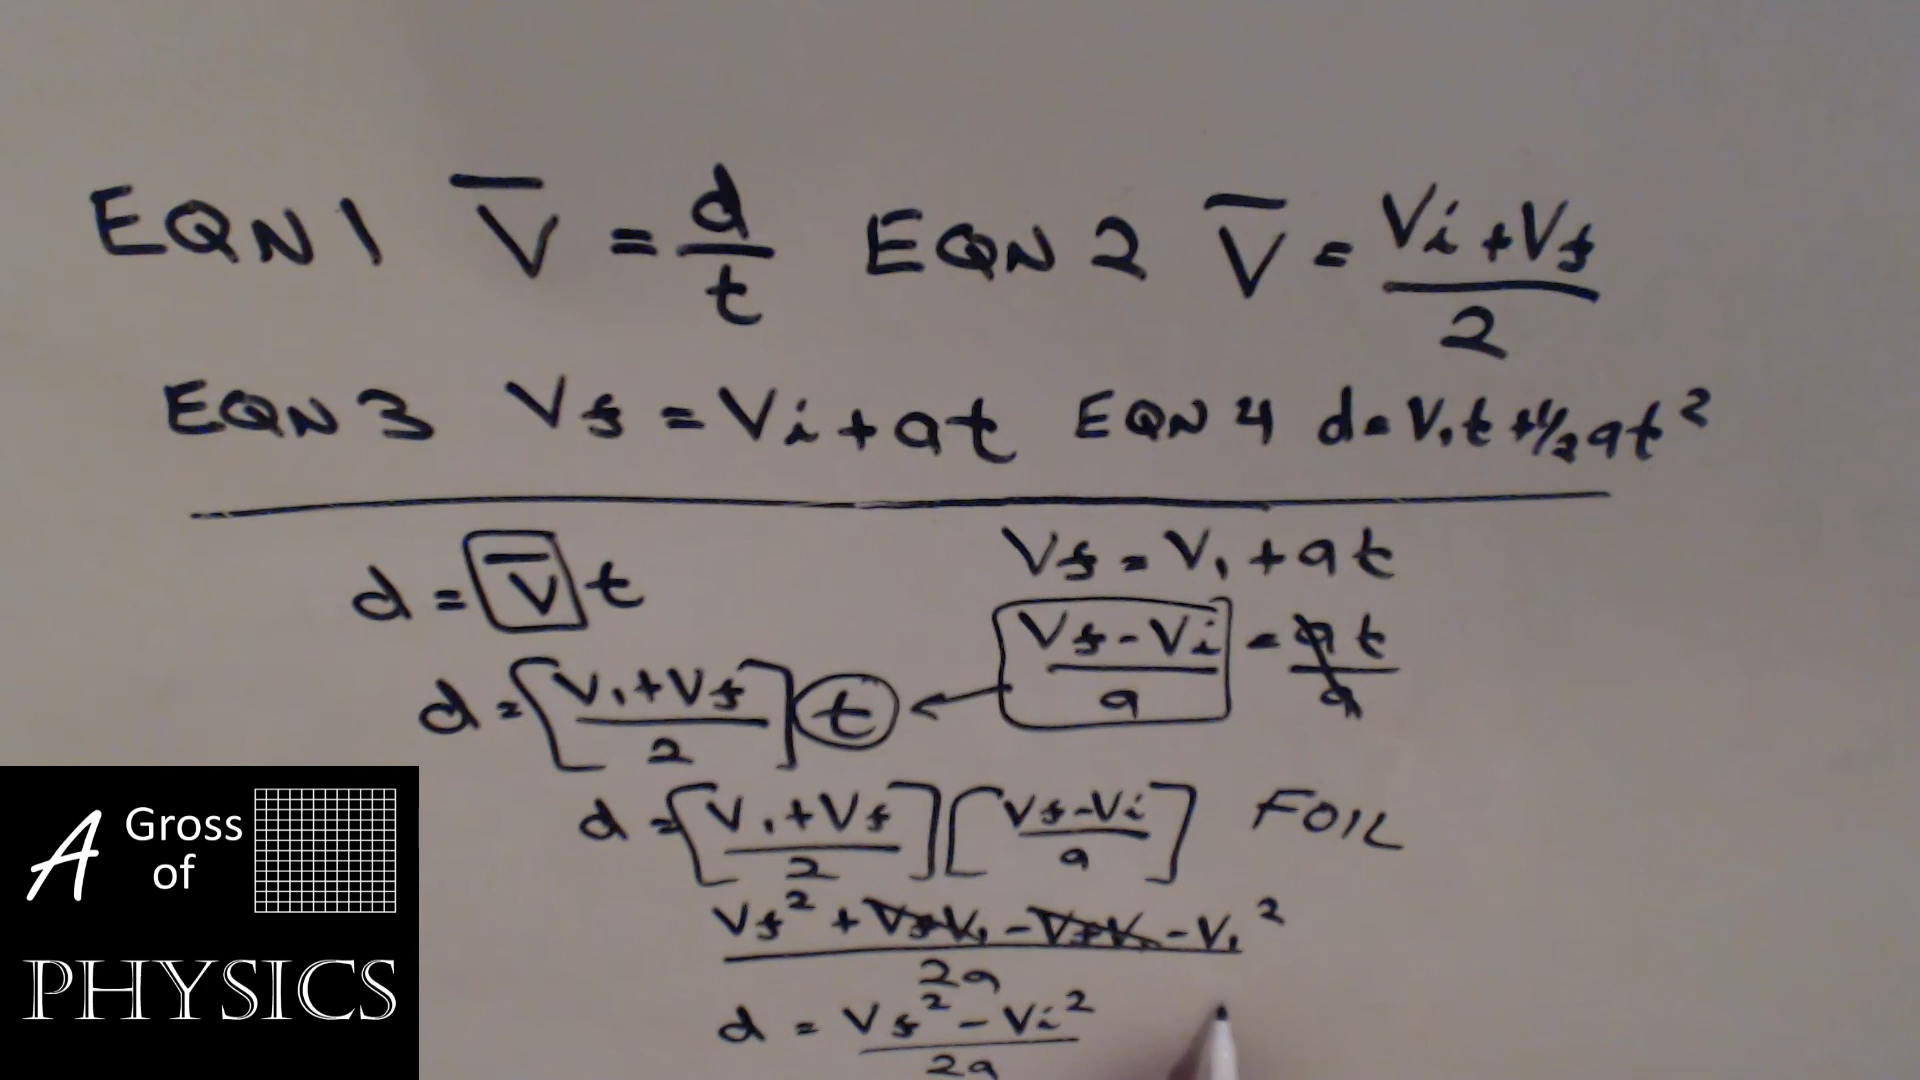 EQN 1 V̅ = d/t EQN 2 V̅ = (Vi + Vf)/2
EQN 3 Vf = Vi + at EQN 4 d = Vit + 1/2 at²
d = V̅t Vf = Vi + at
(Vf - Vi)/a = at/a
d = [(Vi + Vf)/2] t
d = [(Vi + Vf)/2] [(Vf - Vi)/a] FOIL
(Vf² + VfVi - VfVi - Vi²)/2a
d = (Vf² - Vi²)/2a
A Gross of
PHYSICS